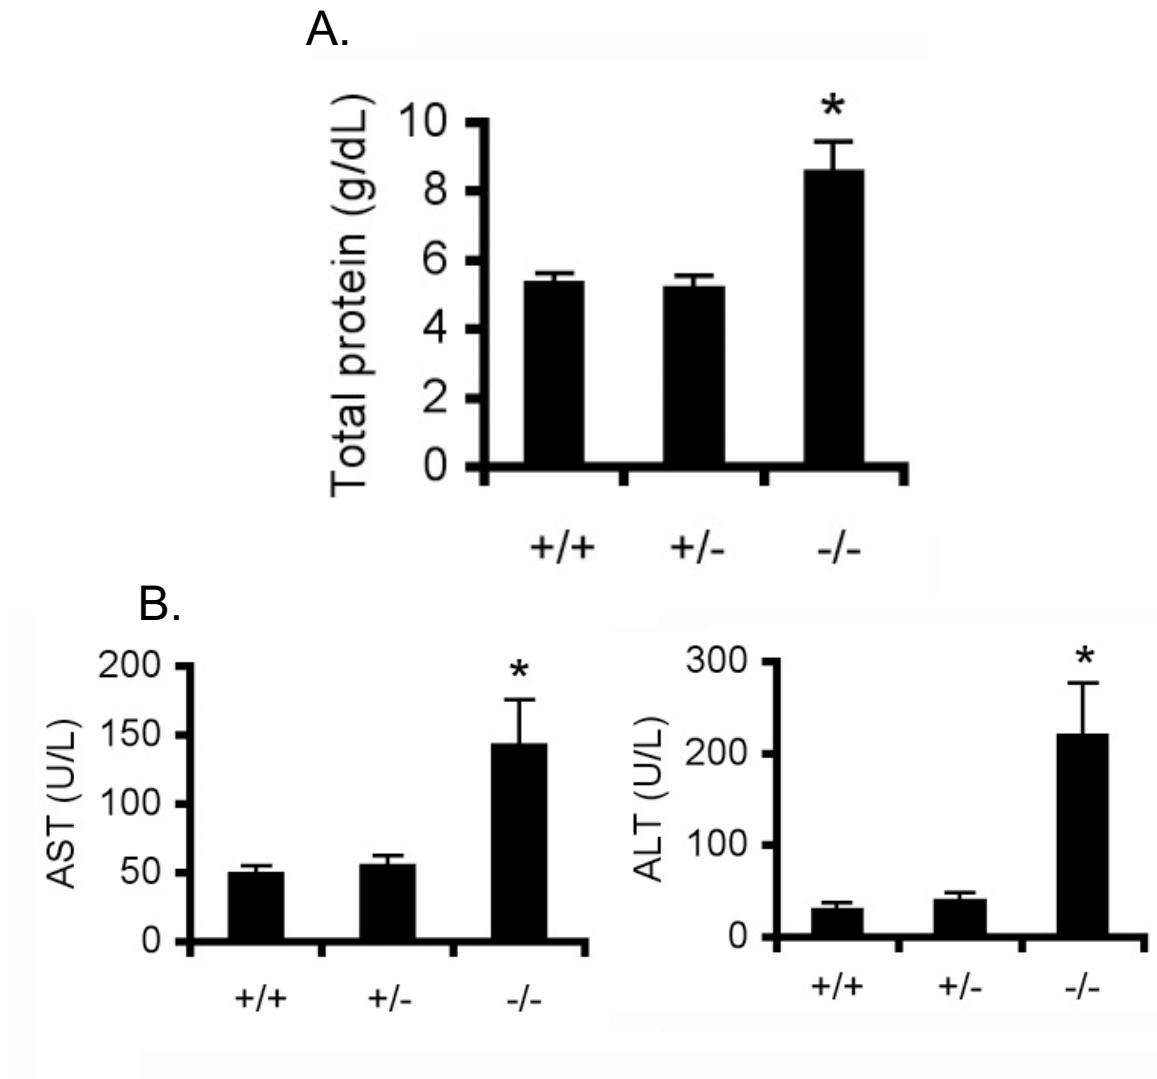 A.
Total protein (g/dL)
10
8
6
4
2
0
*
+/+ +/- -/-
B.
AST (U/L)
200
150
100
50
0
*
+/+ +/- -/-
ALT (U/L)
300
200
100
0
*
+/+ +/- -/-